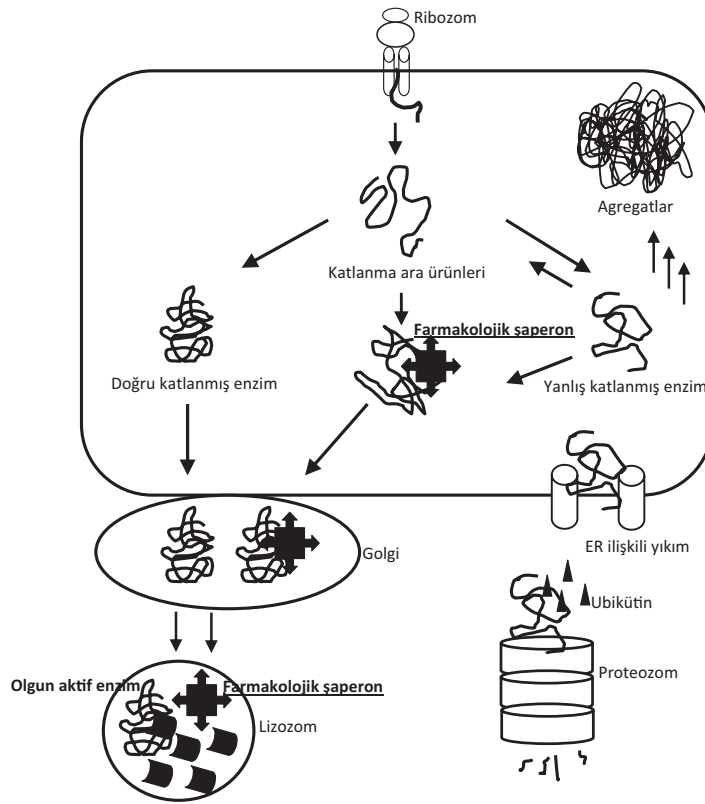 Ribozom
Agregatlar
Katlanma ara ürünleri
Farmakolojik şaperon
Doğru katlanmış enzim
Yanlış katlanmış enzim
ER ilişkili yıkım
Golgi
Ubikütin
Proteozom
Olgun aktif enzim
Farmakolojik şaperon
Lizozom